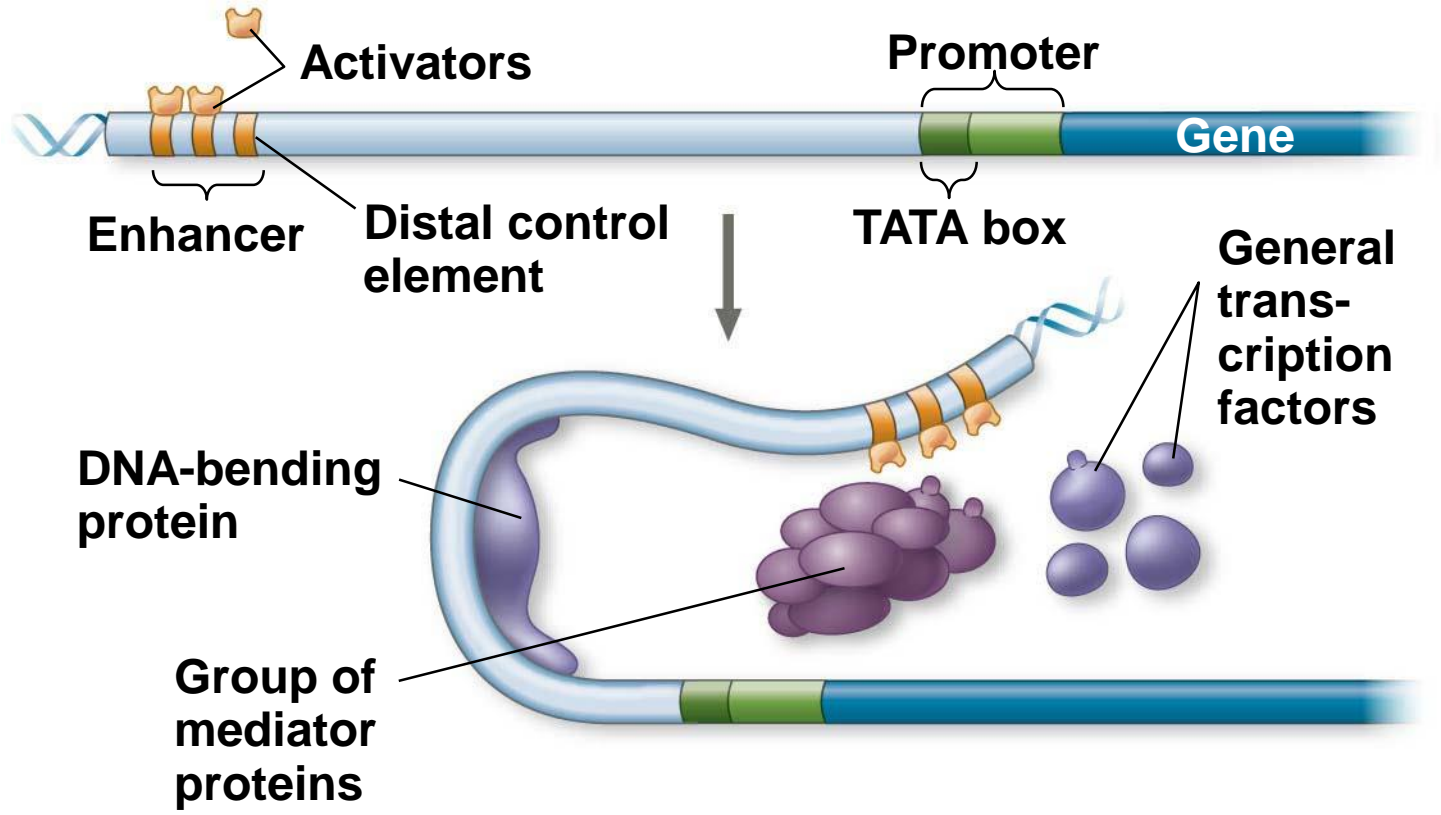 Activators
Promoter
Gene
Enhancer
Distal control
element
TATA box
General
trans-
cription
factors
DNA-bending
protein
Group of
mediator
proteins